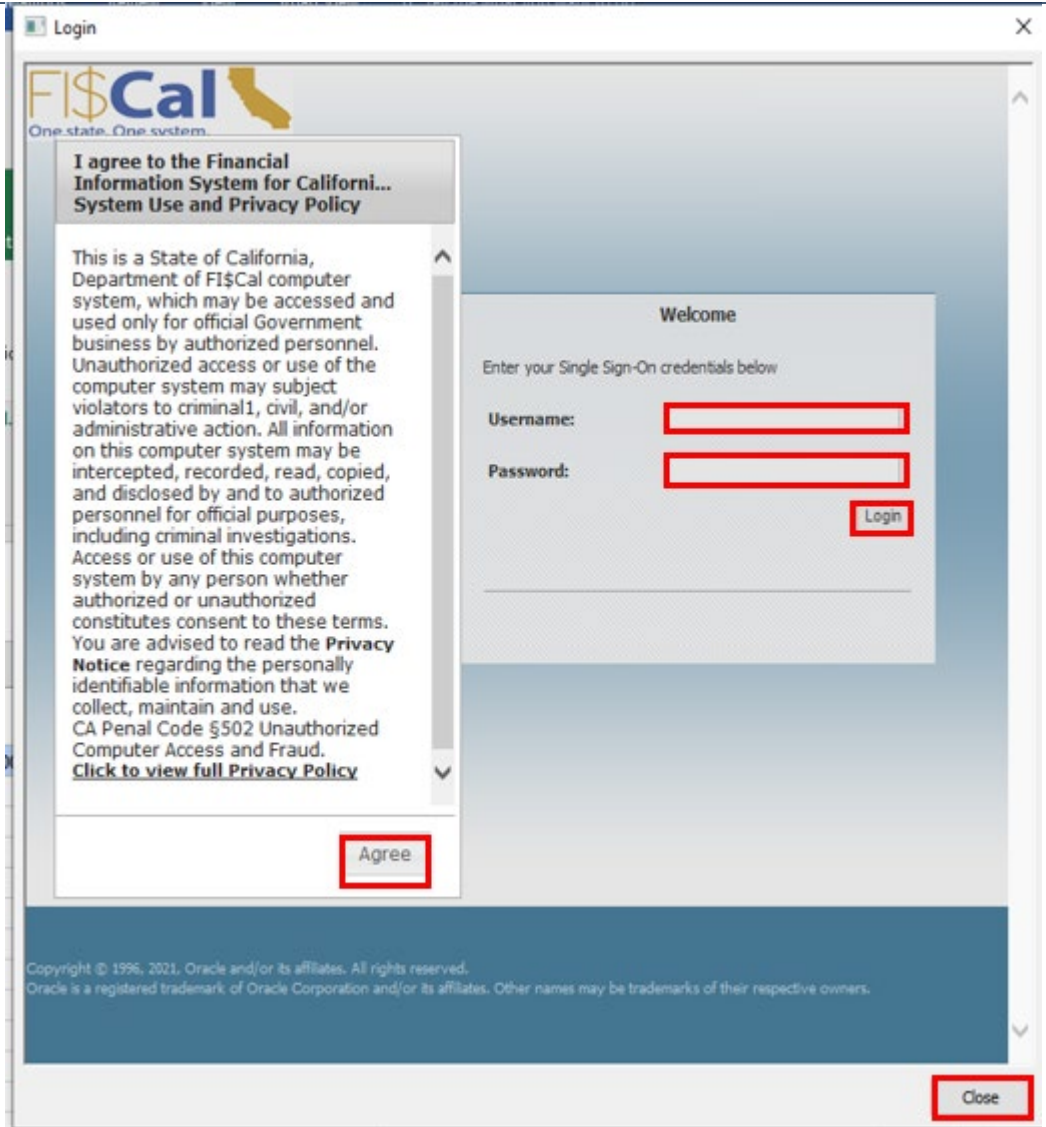 Login
FI$Cal
One state. One system.
I agree to the Financial
Information System for Californi...
System Use and Privacy Policy
This is a State of California,
Department of FI$Cal computer
system, which may be accessed and
used only for official Government
business by authorized personnel.
Unauthorized access or use of the
computer system may subject
violators to criminal1, civil, and/or
administrative action. All information
on this computer system may be
intercepted, recorded, read, copied,
and disclosed by and to authorized
personnel for official purposes,
including criminal investigations.
Access or use of this computer
system by any person whether
authorized or unauthorized
constitutes consent to these terms.
You are advised to read the Privacy
Notice regarding the personally
identifiable information that we
collect, maintain and use.
CA Penal Code §502 Unauthorized
Computer Access and Fraud.
Click to view full Privacy Policy
Agree
Welcome
Enter your Single Sign-On credentials below
Username:
Password:
Login
Copyright © 1996, 2021, Oracle and/or its affiliates. All rights reserved.
Oracle is a registered trademark of Oracle Corporation and/or its affiliates. Other names may be trademarks of their respective owners.
Close